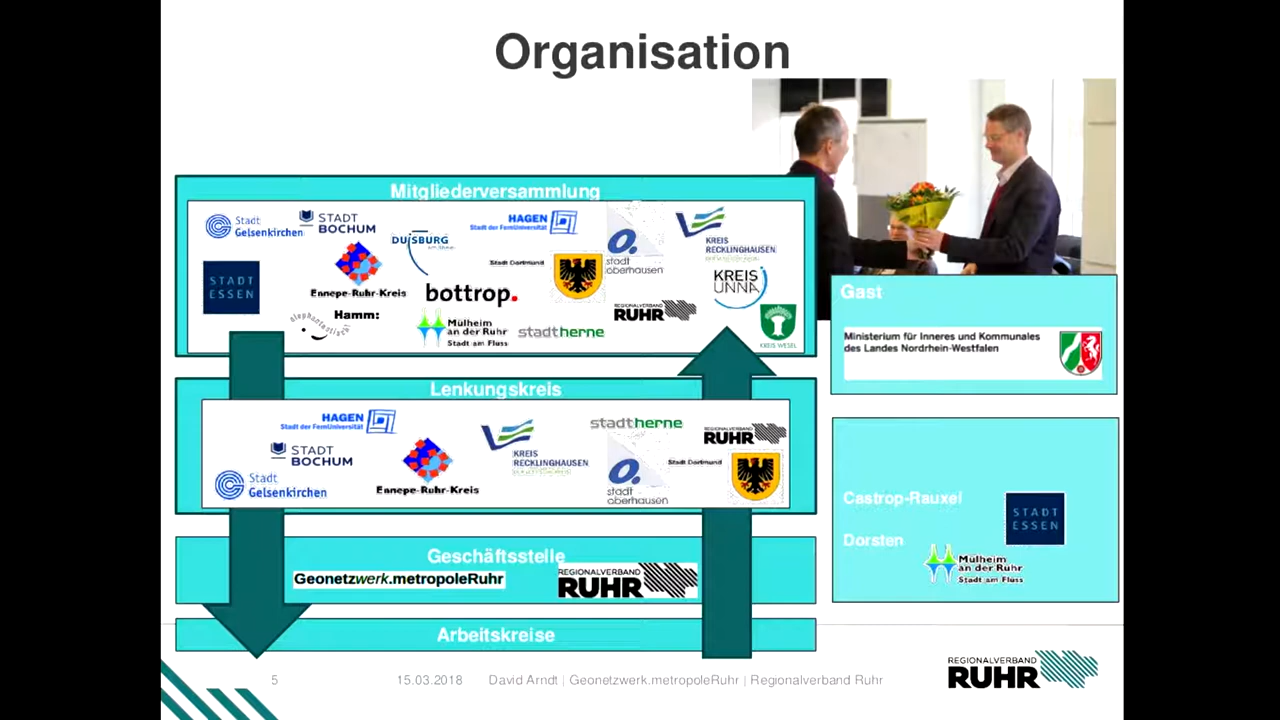 Organisation
Mitgliederversammlung
Stadt
Gelsenkirchen
STADT
BOCHUM
DUISBURG
am Rhein
HAGEN
Stadt der FernUniversität
stadt
oberhausen
KREIS
RECKLINGHAUSEN
STADT
ESSEN
Ennepe-Ruhr-Kreis
bottrop.
Stadt Dortmund
KREIS
UNNA
elephantastisch
Hamm:
Mülheim
an der Ruhr
Stadt am Fluss
stadtherne
REGIONALVERBAND
RUHR
KREIS WESEL
Gast
Ministerium für Inneres und Kommunales
des Landes Nordrhein-Westfalen
Lenkungskreis
HAGEN
Stadt der FernUniversität
STADT
BOCHUM
Stadt
Gelsenkirchen
Ennepe-Ruhr-Kreis
KREIS
RECKLINGHAUSEN
stadtherne
stadt
oberhausen
Stadt Dortmund
REGIONALVERBAND
RUHR
Castrop-Rauxel
Dorsten
STADT
ESSEN
Mülheim
an der Ruhr
Stadt am Fluss
Geschäftsstelle
Geonetzwerk.metropoleRuhr
REGIONALVERBAND
RUHR
Arbeitskreise
5
15.03.2018
David Arndt | Geonetzwerk.metropoleRuhr | Regionalverband Ruhr
REGIONALVERBAND
RUHR